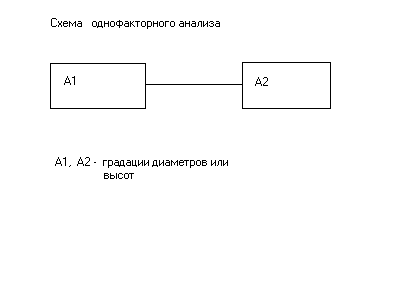 Схема однофакторного анализа
А1 А2
А1, А2 - градации диаметров или
высот